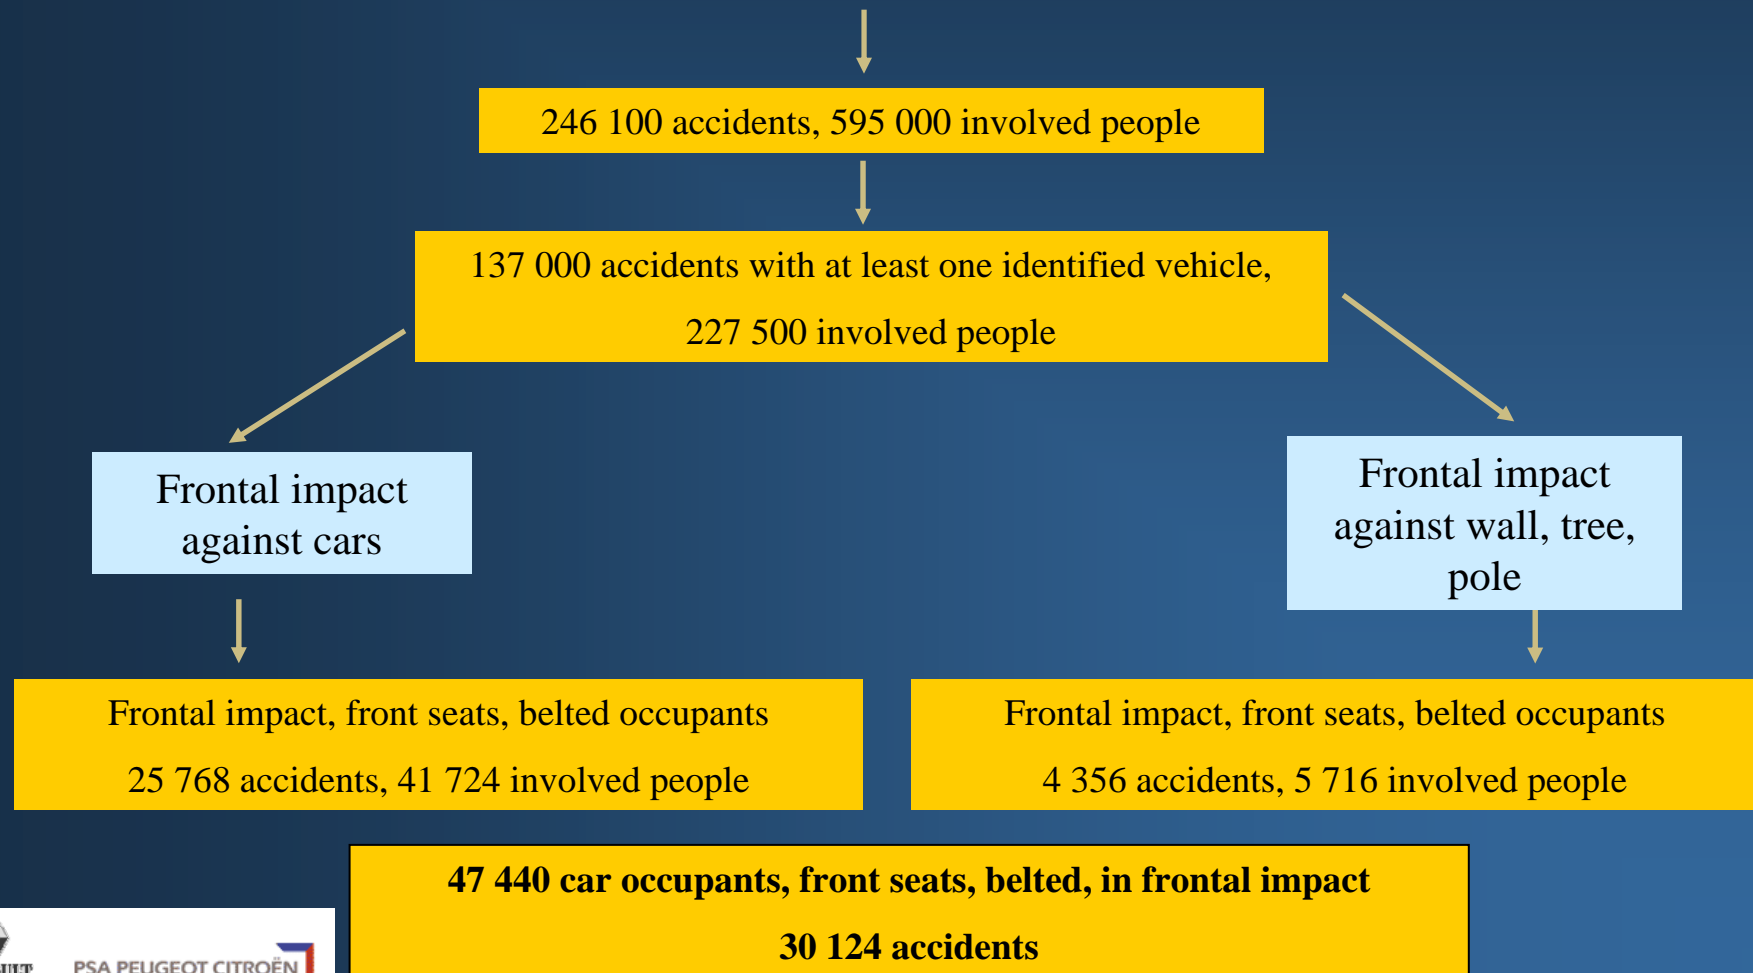 246 100 accidents, 595 000 involved people
137 000 accidents with at least one identified vehicle,
227 500 involved people
Frontal impact
against cars
Frontal impact
against wall, tree,
pole
Frontal impact, front seats, belted occupants
25 768 accidents, 41 724 involved people
Frontal impact, front seats, belted occupants
4 356 accidents, 5 716 involved people
47 440 car occupants, front seats, belted, in frontal impact
30 124 accidents
PSA PEUGEOT CITROËN